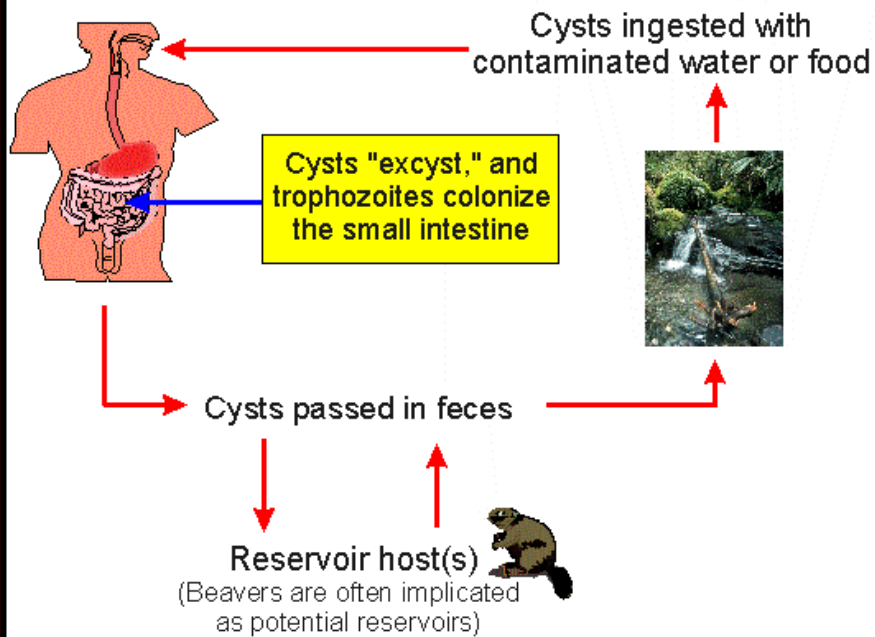 Cysts ingested with
contaminated water or food
Cysts "excyst," and
trophozoites colonize
the small intestine
Cysts passed in feces
Reservoir host(s)
(Beavers are often implicated
as potential reservoirs)